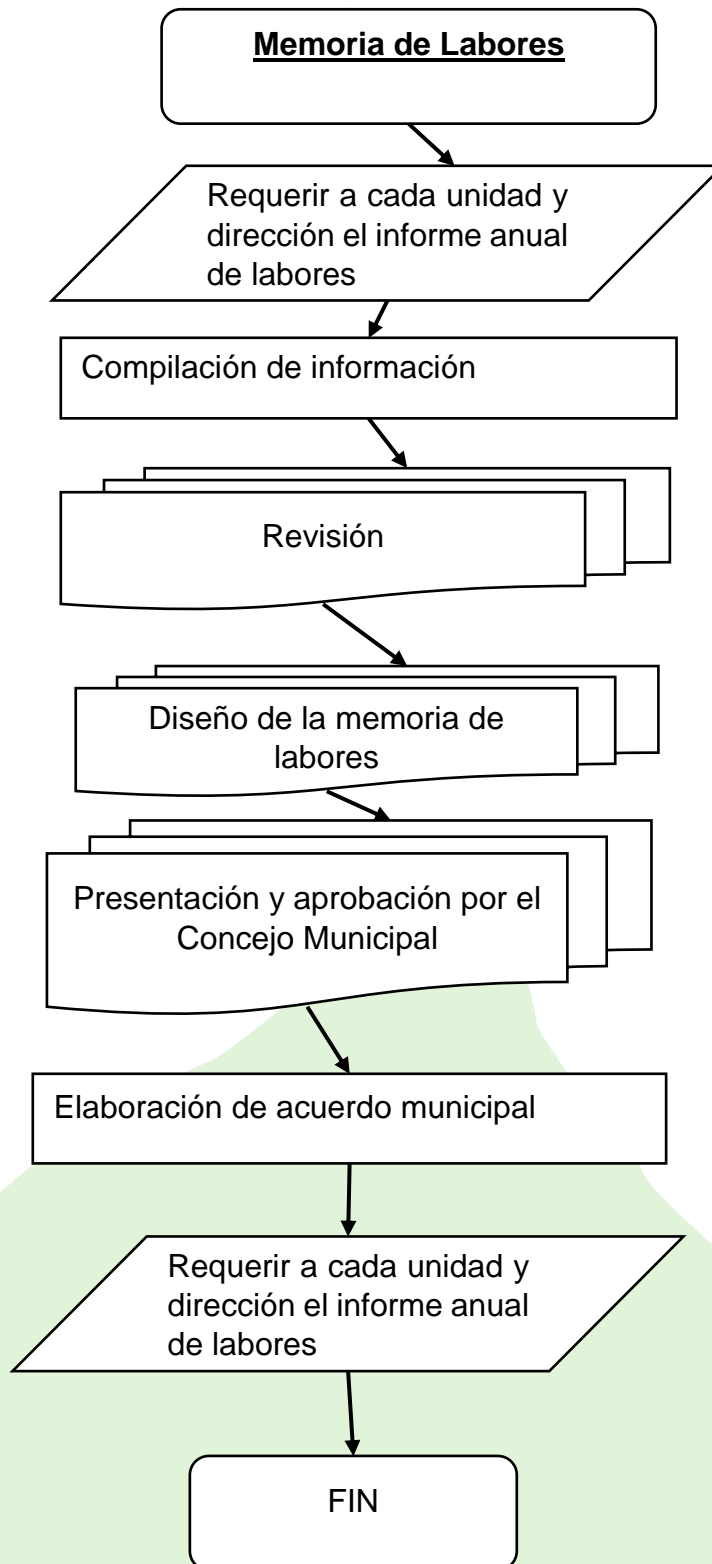 Memoria de Labores
Requerir a cada unidad y
dirección el informe anual
de labores
Compilación de información
Revisión
Diseño de la memoria de
labores
Presentación y aprobación por el
Concejo Municipal
Elaboración de acuerdo municipal
Requerir a cada unidad y
dirección el informe anual
de labores
FIN